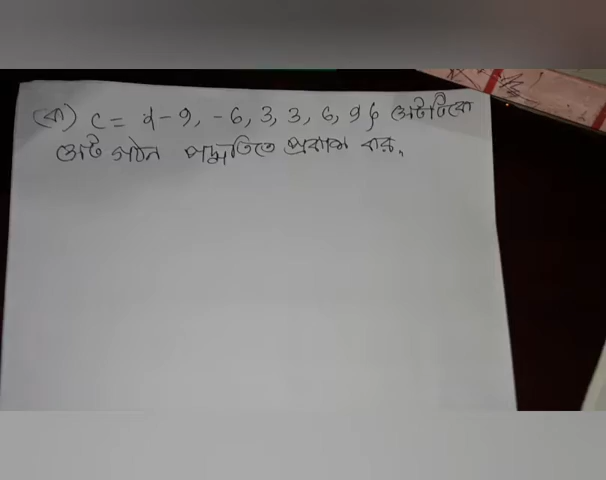 (ক) C = { -9, -6, 3, 3, 6, 9 } সেটটিকে
সেট গঠন পদ্ধতিতে প্রকাশ কর,